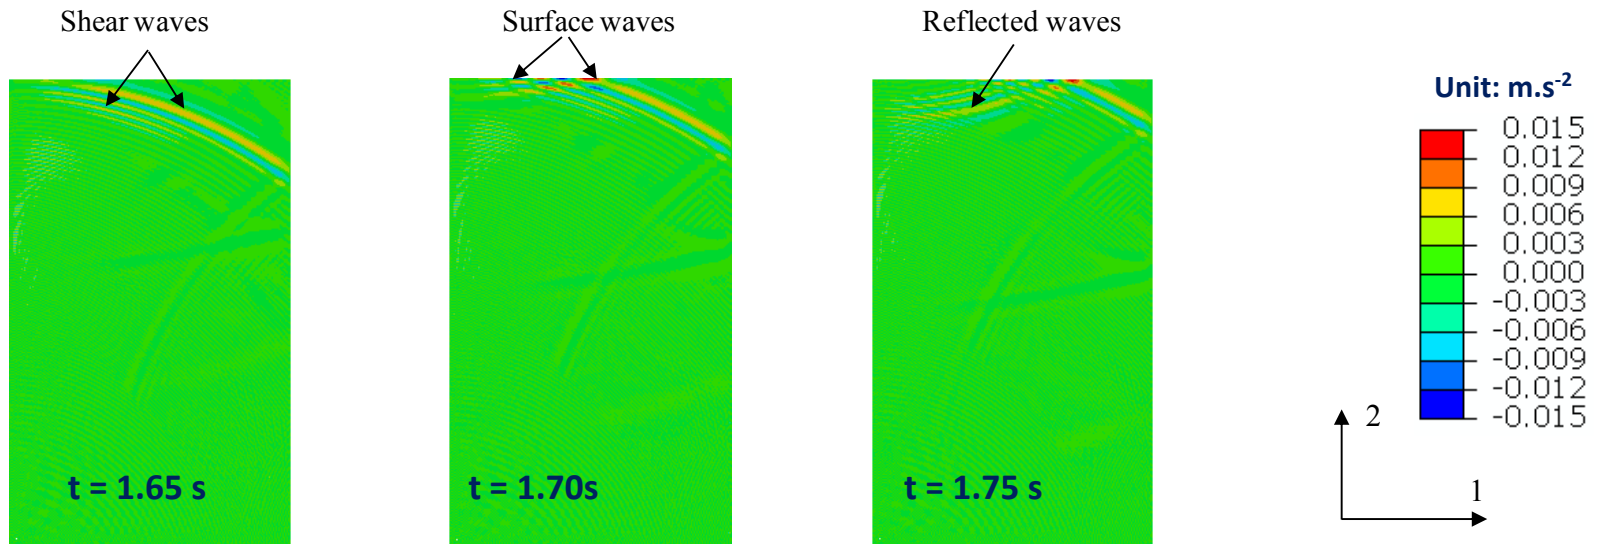 Shear waves
Surface waves
Reflected waves
Unit: m.s-2
0.015
0.012
0.009
0.006
0.003
0.000
-0.003
-0.006
-0.009
-0.012
-0.015
2
1
t = 1.65 s
t = 1.70s
t = 1.75 s